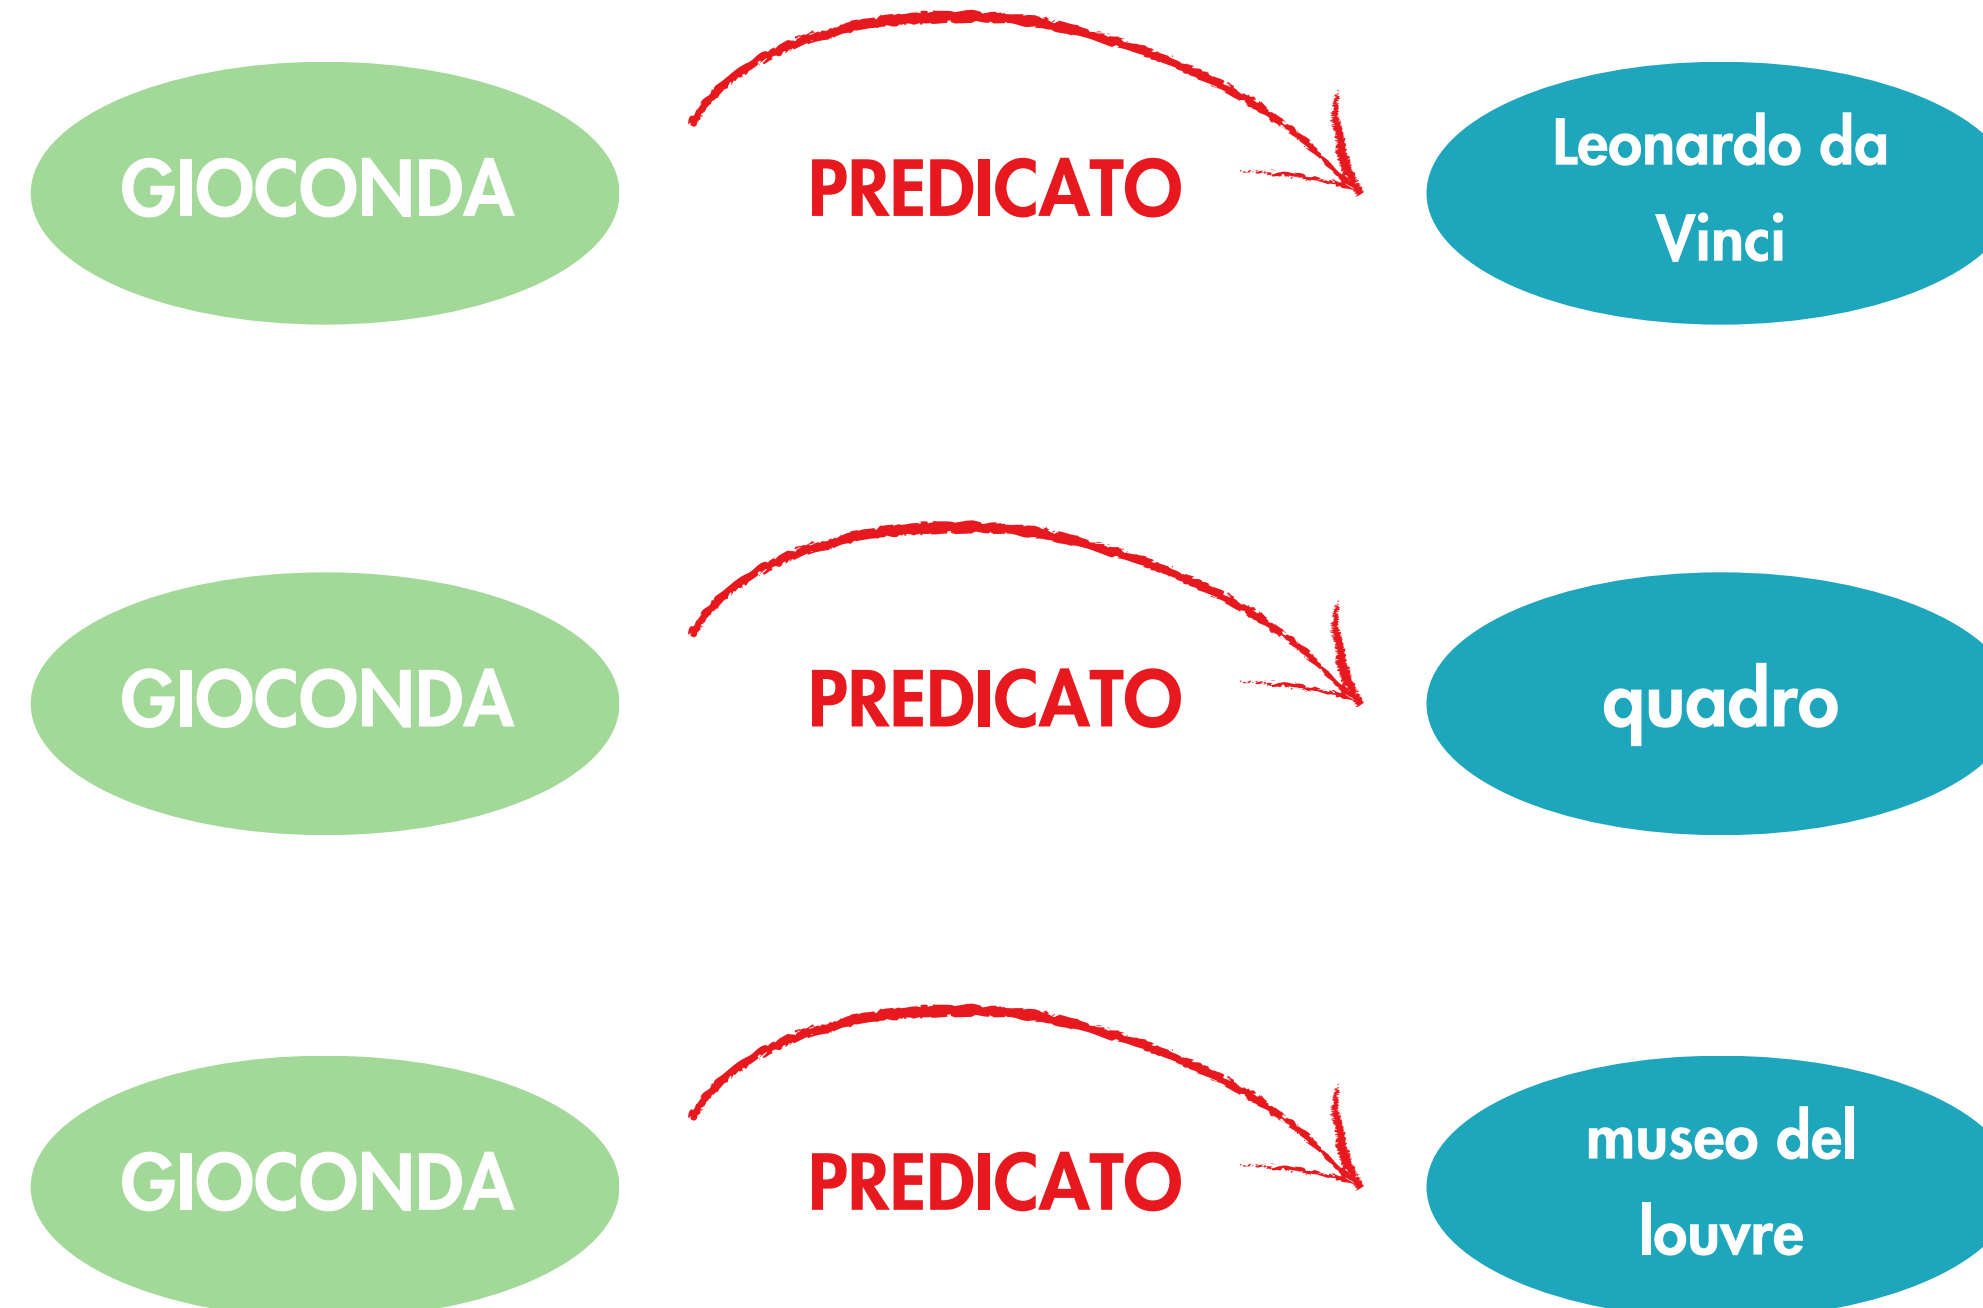 GIOCONDA
PREDICATO
Leonardo da
Vinci
GIOCONDA
PREDICATO
quadro
GIOCONDA
PREDICATO
museo del
louvre